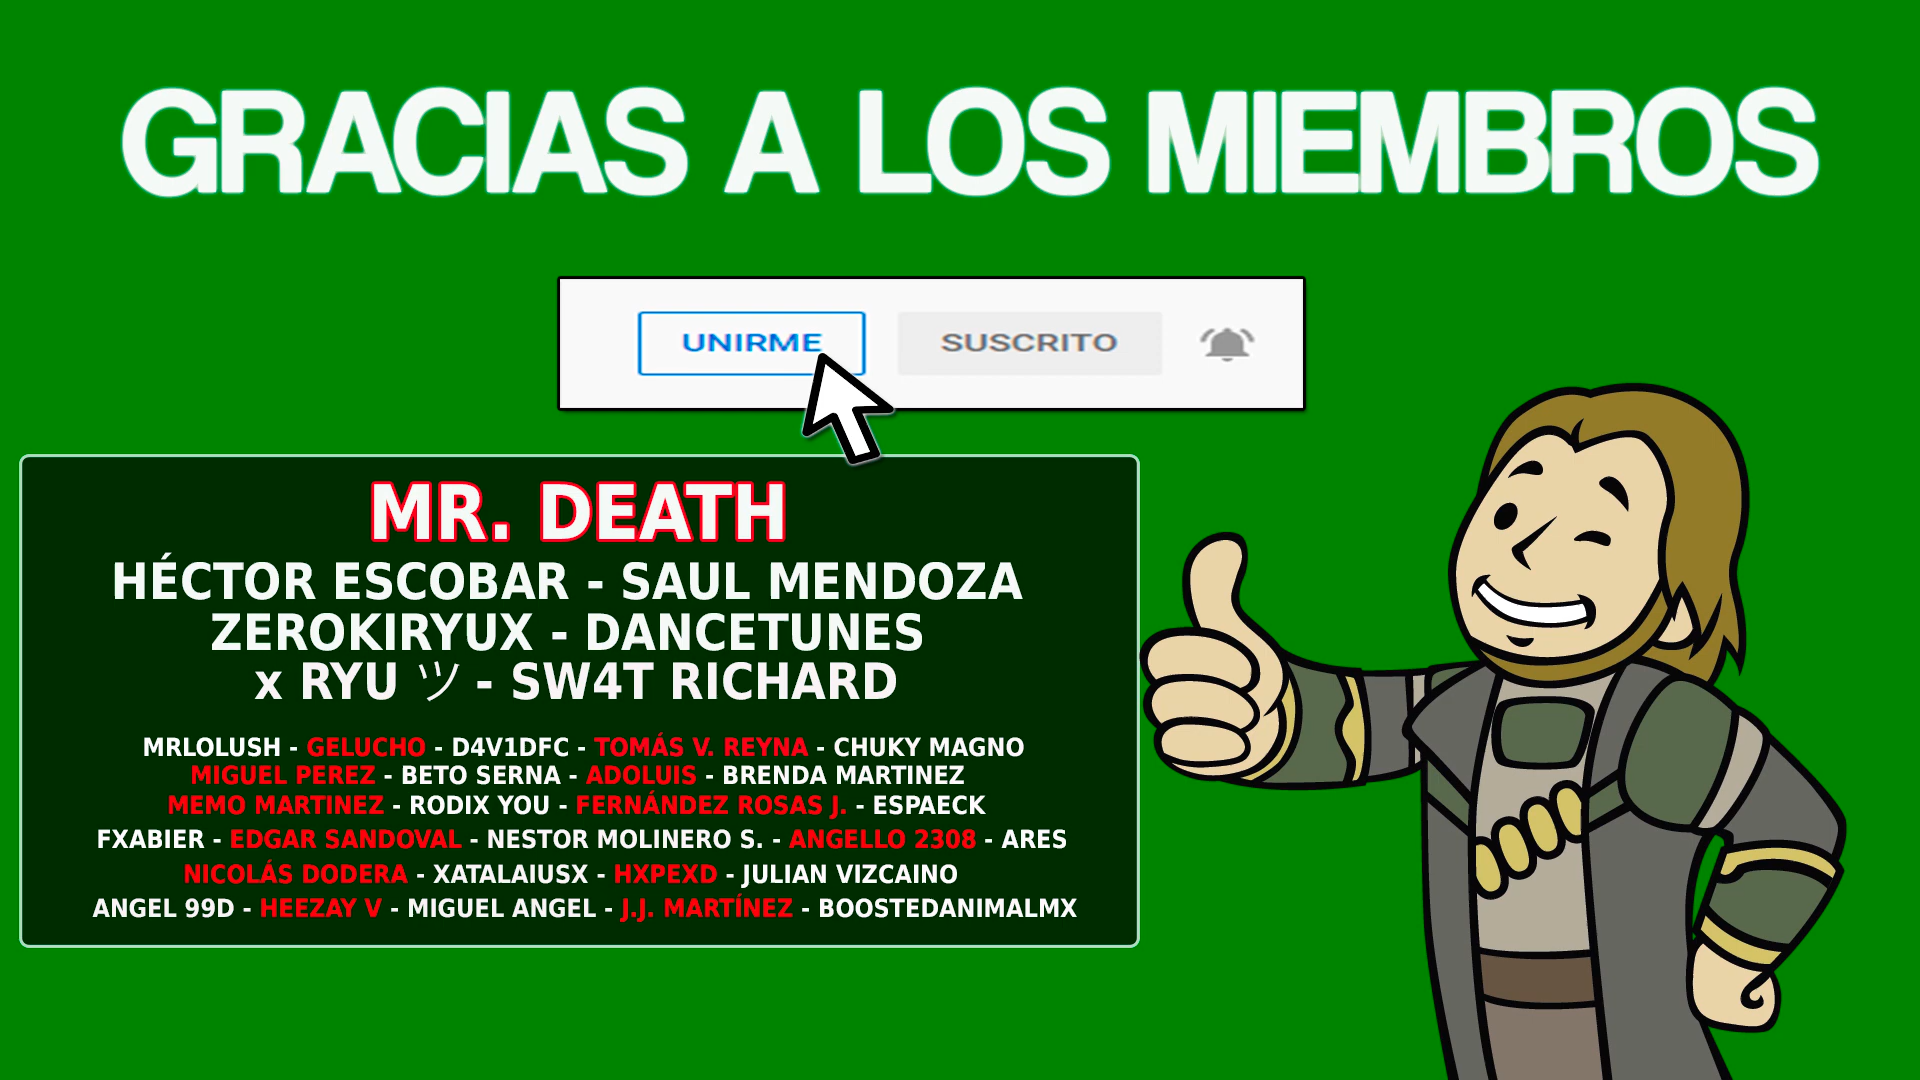 GRACIAS A LOS MIEMBROS
UNIRME SUSCRITO
MR. DEATH
HÉCTOR ESCOBAR - SAUL MENDOZA
ZEROKIRYUX - DANCETUNES
x RYU ツ - SW4T RICHARD
MRLOLUSH - GELUCHO - D4V1DFC - TOMÁS V. REYNA - CHUKY MAGNO
MIGUEL PEREZ - BETO SERNA - ADOLUIS - BRENDA MARTINEZ
MEMO MARTINEZ - RODIX YOU - FERNÁNDEZ ROSAS J. - ESPAECK
FXABIER - EDGAR SANDOVAL - NESTOR MOLINERO S. - ANGELLO 2308 - ARES
NICOLÁS DODERA - XATALAIUSX - HXPEXD - JULIAN VIZCAINO
ANGEL 99D - HEEZAY V - MIGUEL ANGEL - J.J. MARTÍNEZ - BOOSTEDANIMALMX